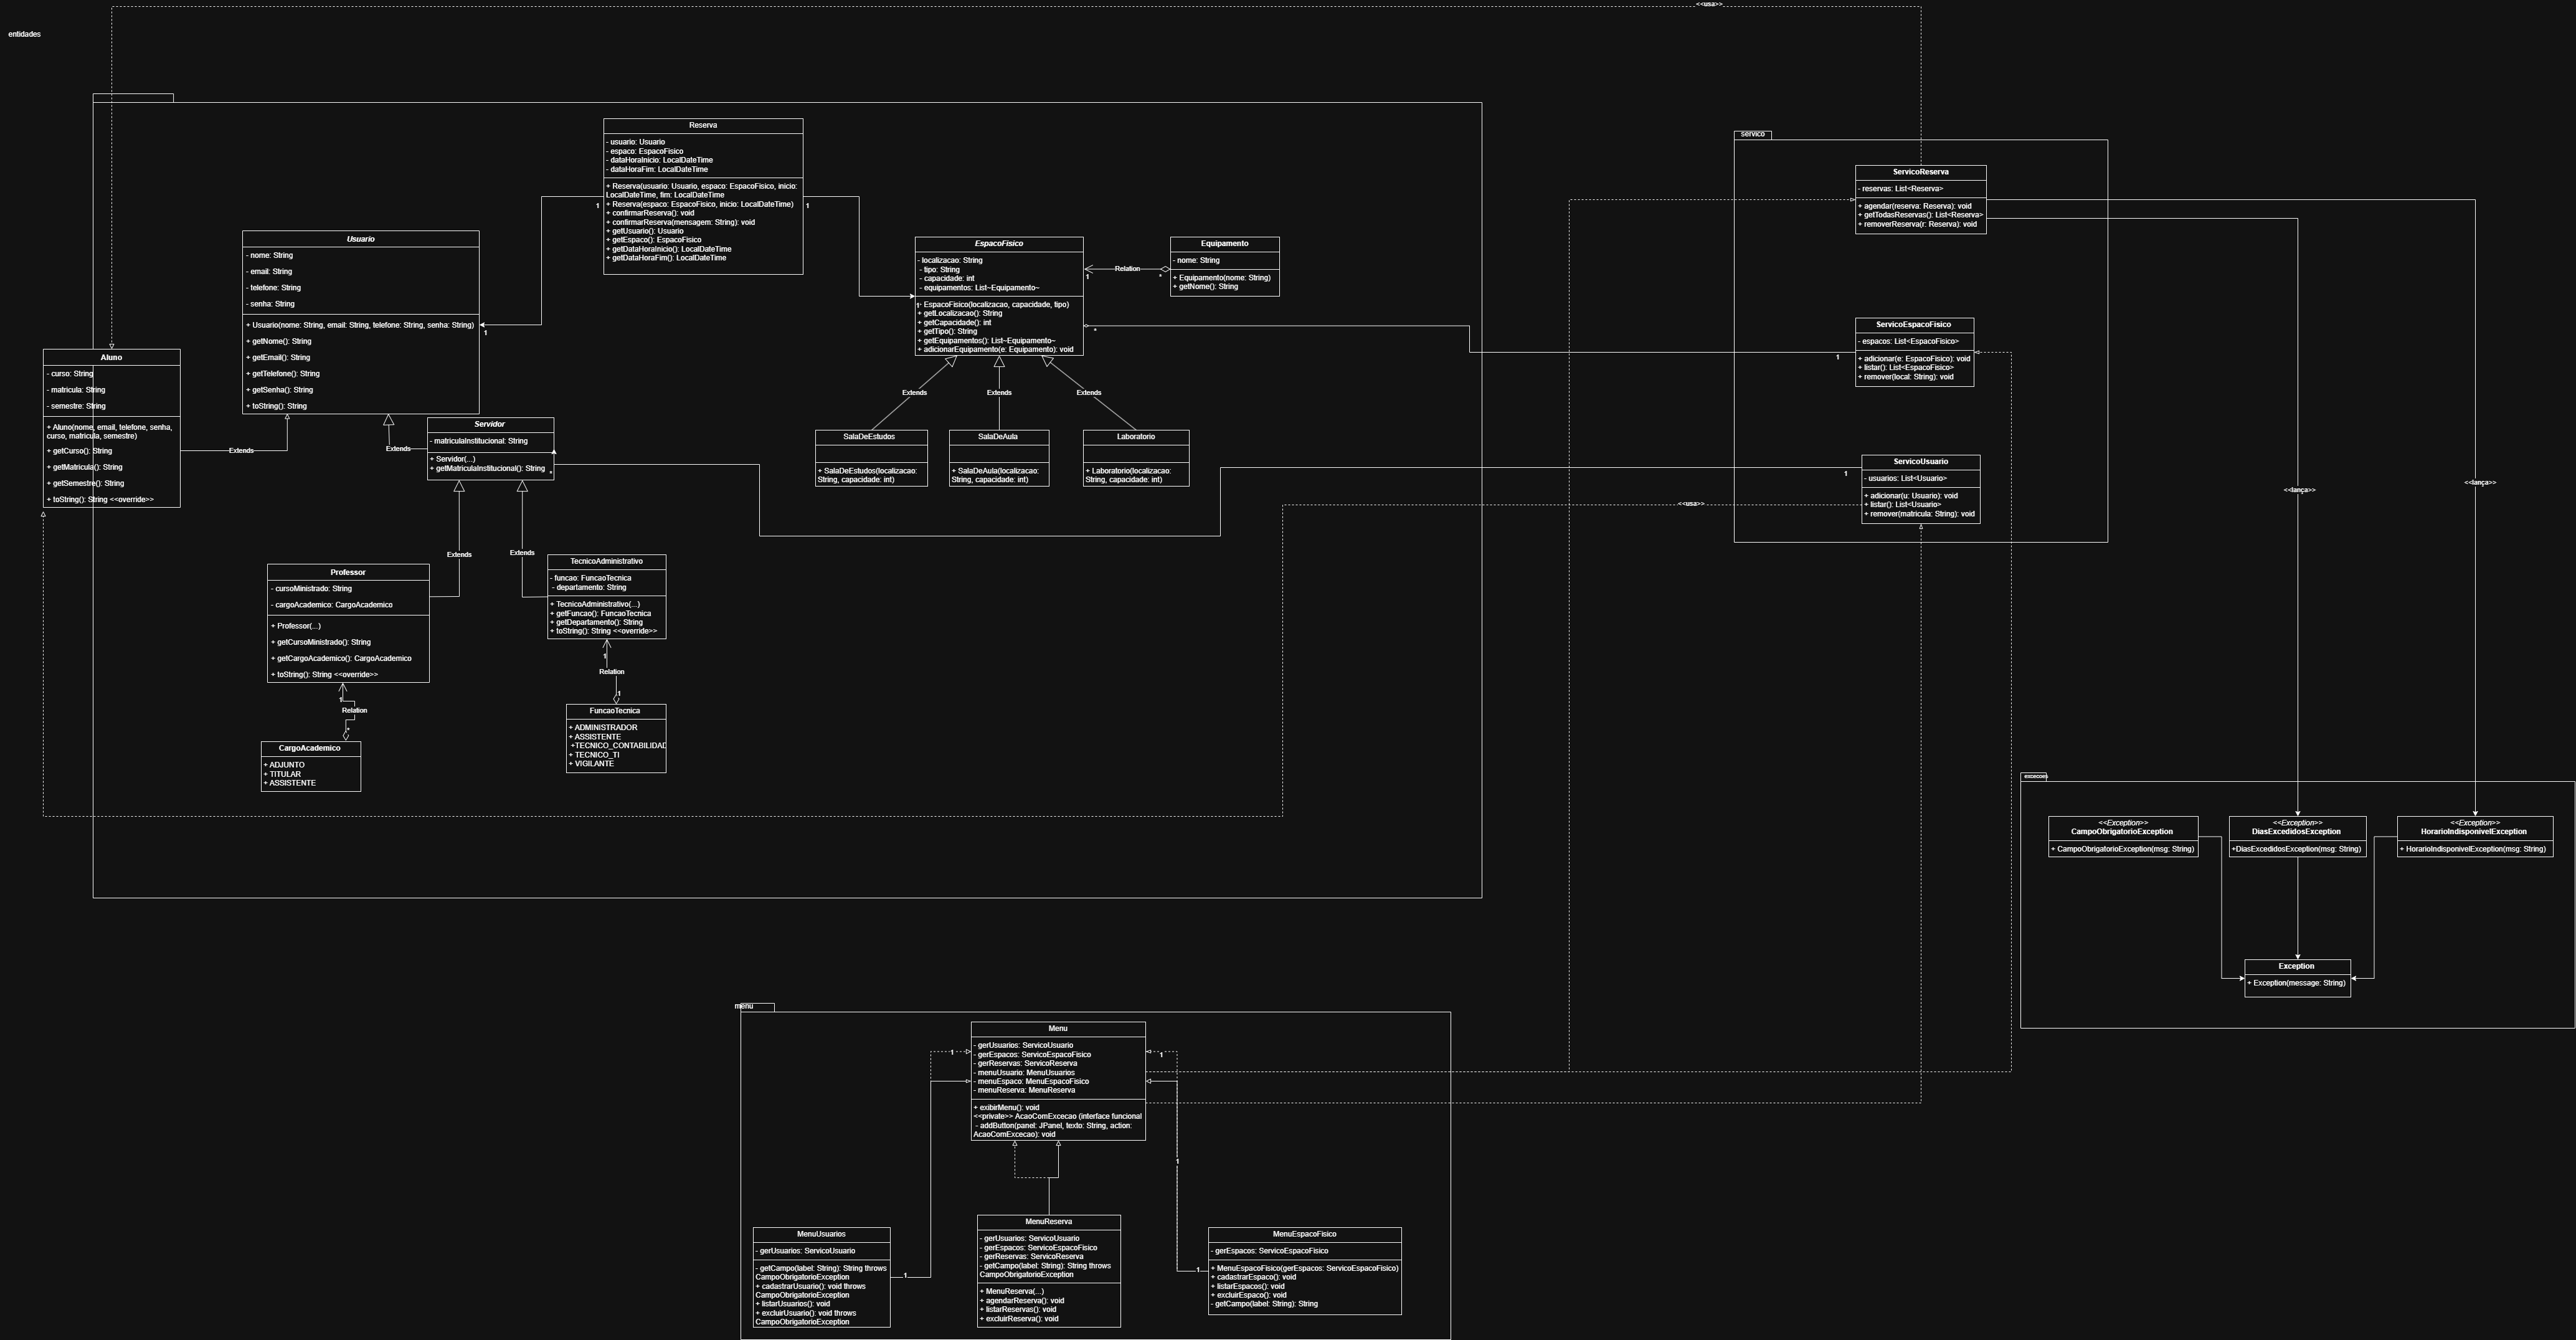 <<usa>>
entidades
Reserva
- usuario: Usuario
- espaco: EspacoFisico
- dataHoraInicio: LocalDateTime
- dataHoraFim: LocalDateTime
+ Reserva(usuario: Usuario, espaco: EspacoFisico, inicio:
LocalDateTime, fim: LocalDateTime
+ Reserva(espaco: EspacoFisico, inicio: LocalDateTime)
+ confirmarReserva(): void
+ confirmarReserva(mensagem: String): void
+ getUsuario(): Usuario
+ getEspaco(): EspacoFisico
+ getDataHoraInicio(): LocalDateTime
+ getDataHoraFim(): LocalDateTime
1
1
Usuario
- nome: String
- email: String
- telefone: String
- senha: String
+ Usuario(nome: String, email: String, telefone: String, senha: String)
+ getNome(): String
+ getEmail(): String
+ getTelefone(): String
+ getSenha(): String
+ toString(): String
1
EspacoFisico
- localizacao: String
- tipo: String
- capacidade: int
- equipamentos: List~Equipamento~
1- EspacoFisico(localizacao, capacidade, tipo)
+ getLocalizacao(): String
+ getCapacidade(): int
+ getTipo(): String
+ getEquipamentos(): List~Equipamento~
+ adicionarEquipamento(e: Equipamento): void
Relation
1
*
*
Equipamento
- nome: String
+ Equipamento(nome: String)
+ getNome(): String
Aluno
- curso: String
- matricula: String
- semestre: String
+ Aluno(nome, email, telefone, senha,
curso, matricula, semestre)
+ getCurso(): String
+ getMatricula(): String
+ getSemestre(): String
+ toString(): String <<override>>
Extends
Extends
Servidor
- matriculaInstitucional: String
+ Servidor(...)
+ getMatriculaInstitucional(): String
*
Extends
Extends
Extends
SalaDeEstudos
+ SalaDeEstudos(localizacao:
String, capacidade: int)
SalaDeAula
+ SalaDeAula(localizacao:
String, capacidade: int)
Laboratorio
+ Laboratorio(localizacao:
String, capacidade: int)
Extends
Extends
Professor
- cursoMinistrado: String
- cargoAcademico: CargoAcademico
+ Professor(...)
+ getCursoMinistrado(): String
+ getCargoAcademico(): CargoAcademico
+ toString(): String <<override>>
1
Relation
*
CargoAcademico
+ ADJUNTO
+ TITULAR
+ ASSISTENTE
TecnicoAdministrativo
- funcao: FuncaoTecnica
- departamento: String
+ TecnicoAdministrativo(...)
+ getFuncao(): FuncaoTecnica
+ getDepartamento(): String
+ toString(): String <<override>>
1
Relation
1
FuncaoTecnica
+ ADMINISTRADOR
+ ASSISTENTE
+TECNICO_CONTABILIDAD
+ TECNICO_TI
+ VIGILANTE
servico
ServicoReserva
- reservas: List<Reserva>
+ agendar(reserva: Reserva): void
+ getTodasReservas(): List<Reserva>
+ removerReserva(r: Reserva): void
ServicoEspacoFisico
- espacos: List<EspacoFisico>
+ adicionar(e: EspacoFisico): void
+ listar(): List<EspacoFisico>
+ remover(local: String): void
1
ServicoUsuario
- usuarios: List<Usuario>
+ adicionar(u: Usuario): void
+ listar(): List<Usuario>
+ remover(matricula: String): void
1
<<usa>>
<<lança>>
<<lança>>
excecoes
<<Exception>>
CampoObrigatorioException
+ CampoObrigatorioException(msg: String)
<<Exception>>
DiasExcedidosException
+DiasExcedidosException(msg: String)
<<Exception>>
HorarioIndisponivelException
+ HorarioIndisponivelException(msg: String)
Exception
+ Exception(message: String)
menu
Menu
- gerUsuarios: ServicoUsuario
- gerEspacos: ServicoEspacoFisico
- gerReservas: ServicoReserva
- menuUsuario: MenuUsuarios
- menuEspaco: MenuEspacoFisico
- menuReserva: MenuReserva
+ exibirMenu(): void
<<private>> AcaoComExcecao (interface funcional
- addButton(panel: JPanel, texto: String, action:
AcaoComExcecao): void
1
1
1
1
1
MenuUsuarios
- gerUsuarios: ServicoUsuario
- getCampo(label: String): String throws
CampoObrigatorioException
+ cadastrarUsuario(): void throws
CampoObrigatorioException
+ listarUsuarios(): void
+ excluirUsuario(): void throws
CampoObrigatorioException
MenuReserva
- gerUsuarios: ServicoUsuario
- gerEspacos: ServicoEspacoFisico
- gerReservas: ServicoReserva
- getCampo(label: String): String throws
CampoObrigatorioException
+ MenuReserva(...)
+ agendarReserva(): void
+ listarReservas(): void
+ excluirReserva(): void
MenuEspacoFisico
- gerEspacos: ServicoEspacoFisico
+ MenuEspacoFisico(gerEspacos: ServicoEspacoFisico)
+ cadastrarEspaco(): void
+ listarEspacos(): void
+ excluirEspaco(): void
- getCampo(label: String): String